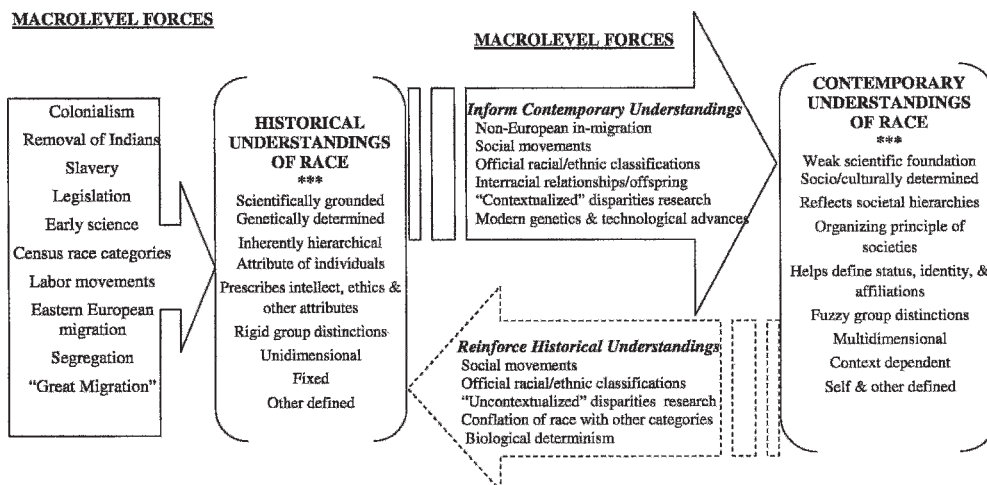 MACROLEVEL FORCES
Colonialism
Removal of Indians
Slavery
Legislation
Early science
Census race categories
Labor movements
Eastern European
migration
Segregation
“Great Migration”
HISTORICAL
UNDERSTANDINGS
OF RACE
***
Scientifically grounded
Genetically determined
Inherently hierarchical
Attribute of individuals
Prescribes intellect, ethics &
other attributes
Rigid group distinctions
Unidimensional
Fixed
Other defined
MACROLEVEL FORCES
Inform Contemporary Understandings
Non-European in-migration
Social movements
Official racial/ethnic classifications
Interracial relationships/offspring
“Contextualized” disparities research
Modern genetics & technological advances
Reinforce Historical Understandings
Social movements
Official racial/ethnic classifications
“Uncontextualized” disparities research
Conflation of race with other categories
Biological determinism
CONTEMPORARY
UNDERSTANDINGS
OF RACE
***
Weak scientific foundation
Socio/culturally determined
Reflects societal hierarchies
Organizing principle of
societies
Helps define status, identity, &
affiliations
Fuzzy group distinctions
Multidimensional
Context dependent
Self & other defined